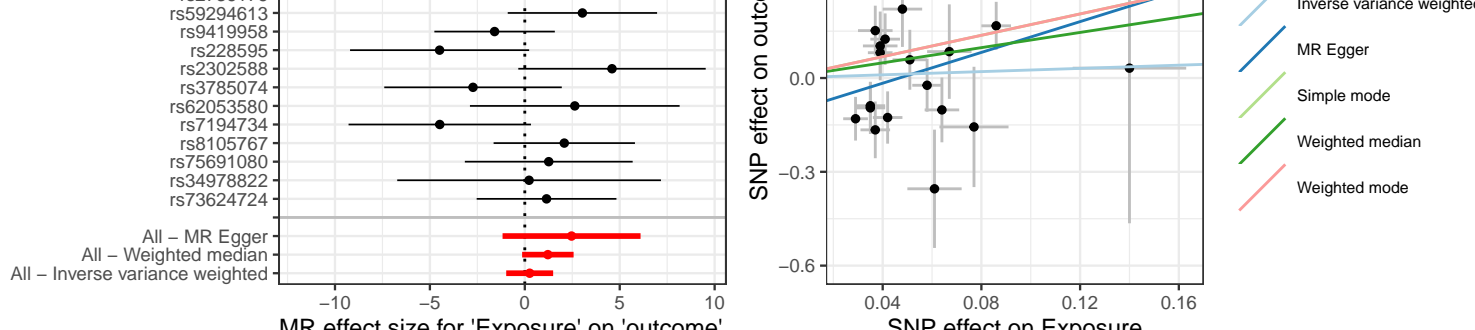 rs59294613
rs9419958
rs228595
rs2302588
rs3785074
rs62053580
rs7194734
rs8105767
rs75691080
rs34978822
rs73624724
All − MR Egger
All − Weighted median
All − Inverse variance weighted
−10
−5
0
5
10
MR effect size for 'Exposure' on 'outcome'
SNP effect on outco
0.0
−0.3
−0.6
0.04
0.08
0.12
0.16
SNP effect on Exposure
Inverse variance weighted
MR Egger
Simple mode
Weighted median
Weighted mode